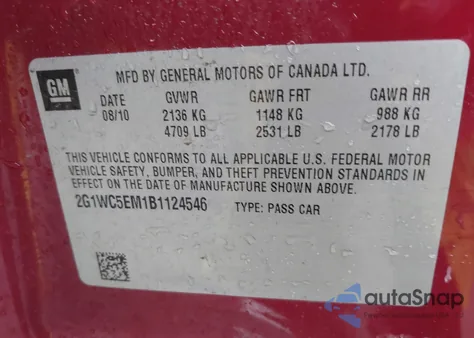 GM
MFD BY GENERAL MOTORS OF CANADA LTD.
DATE GVWR GAWR FRT GAWR RR
08/10 2136 KG 1148 KG 988 KG
4709 LB 2531 LB 2178 LB
THIS VEHICLE CONFORMS TO ALL APPLICABLE U.S. FEDERAL MOTOR
VEHICLE SAFETY, BUMPER, AND THEFT PREVENTION STANDARDS IN
EFFECT ON THE DATE OF MANUFACTURE SHOWN ABOVE.
2G1WC5EM1B1124546 TYPE: PASS CAR
autaSnap